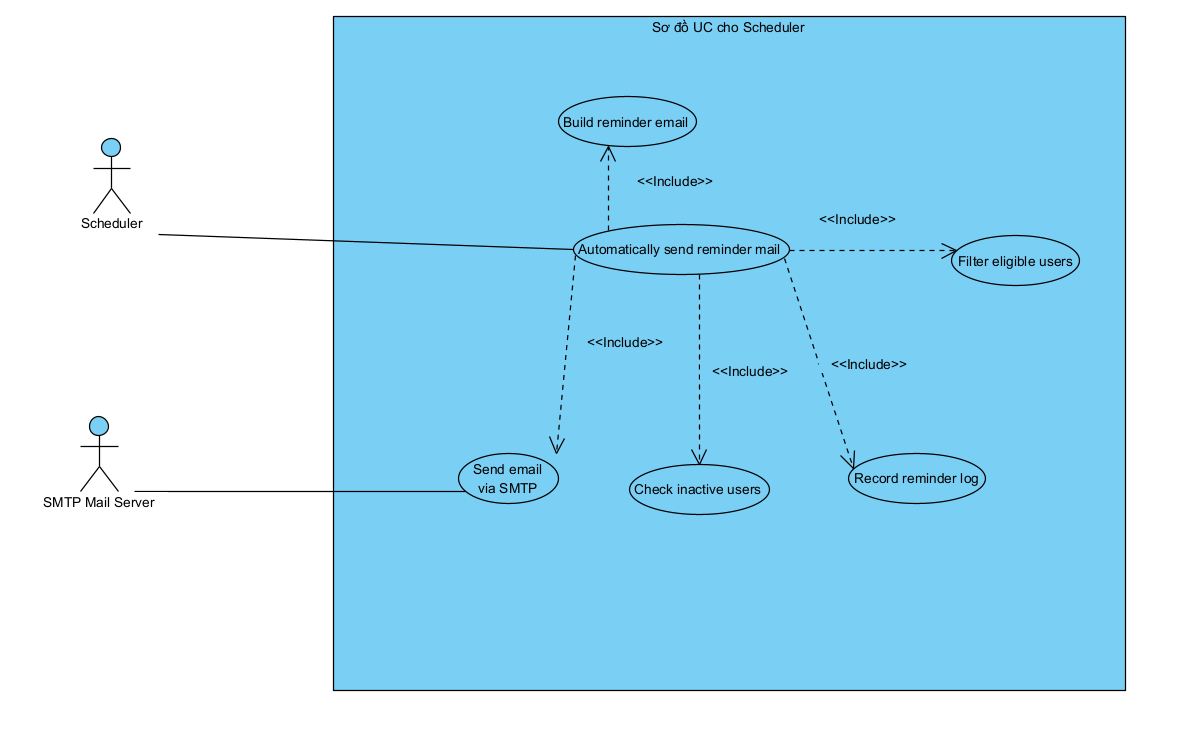 Sơ đồ UC cho Scheduler
Build reminder email
<<Include>>
Scheduler
<<Include>>
Automatically send reminder mail
Filter eligible users
<<Include>>
<<Include>>
<<Include>>
SMTP Mail Server
Send email
via SMTP
Check inactive users
Record reminder log